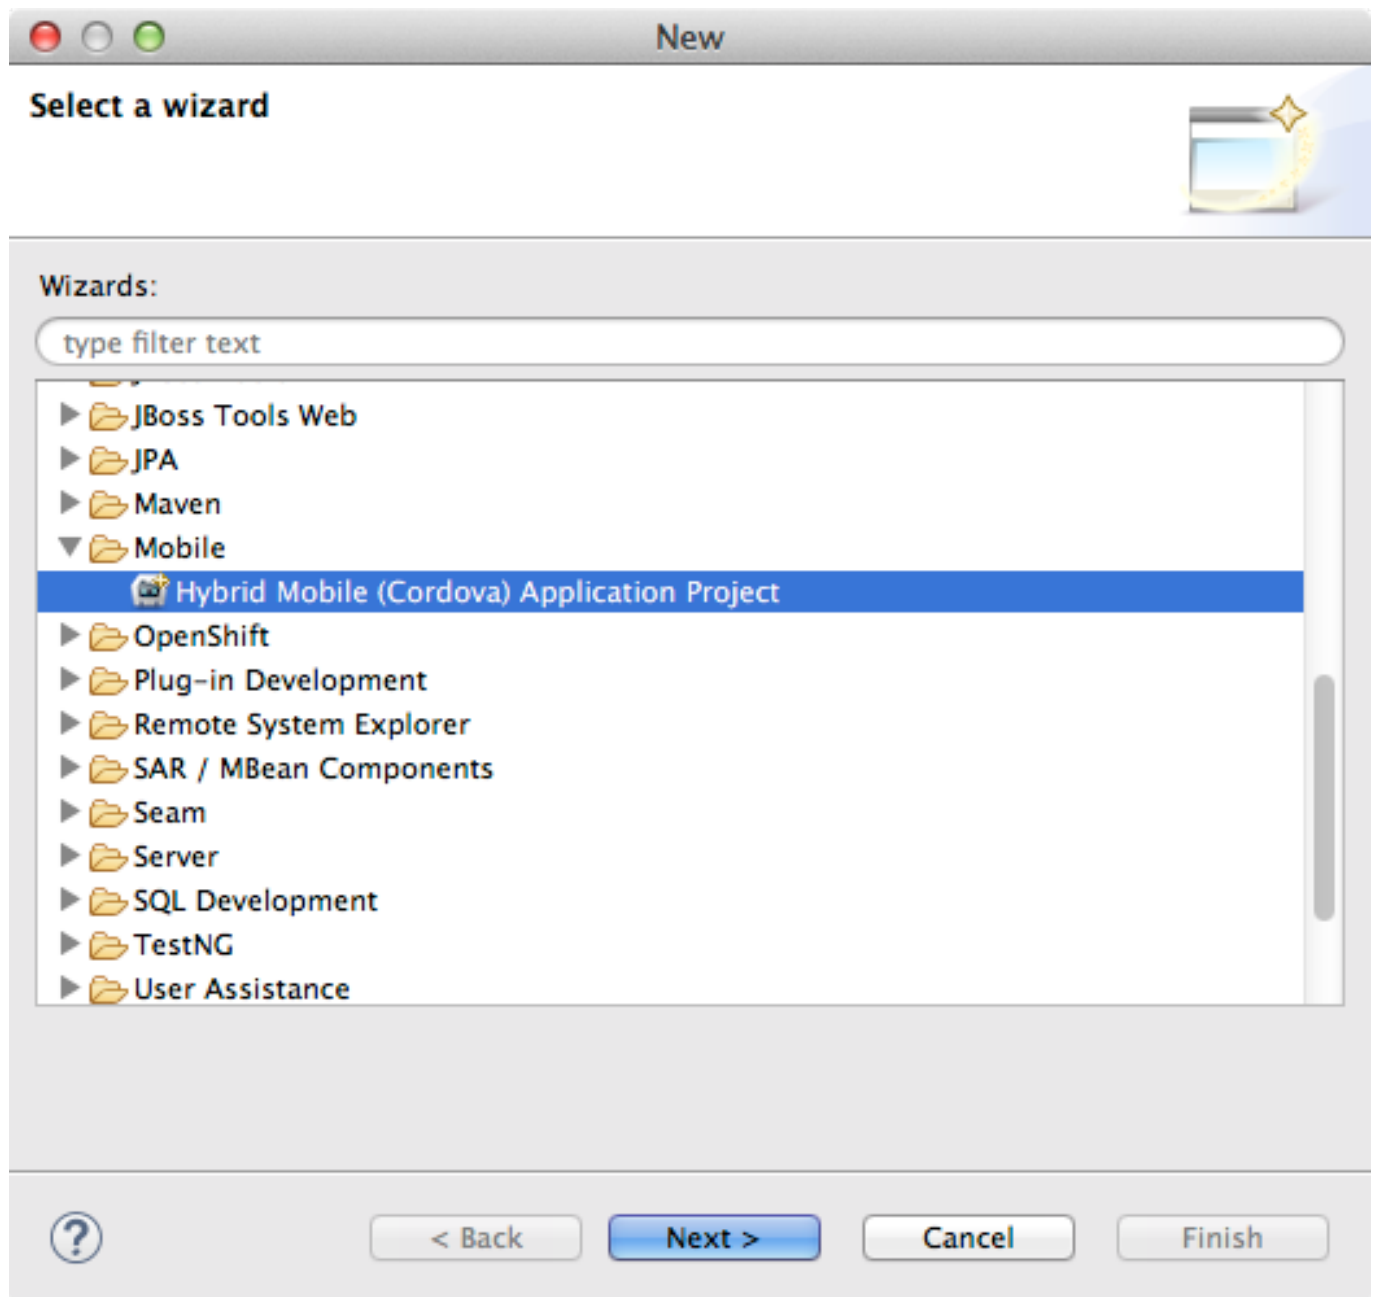 New
Select a wizard
Wizards:
type filter text
JBoss Tools Web
JPA
Maven
Mobile
Hybrid Mobile (Cordova) Application Project
OpenShift
Plug-in Development
Remote System Explorer
SAR / MBean Components
Seam
Server
SQL Development
TestNG
User Assistance
?
< Back Next > Cancel Finish